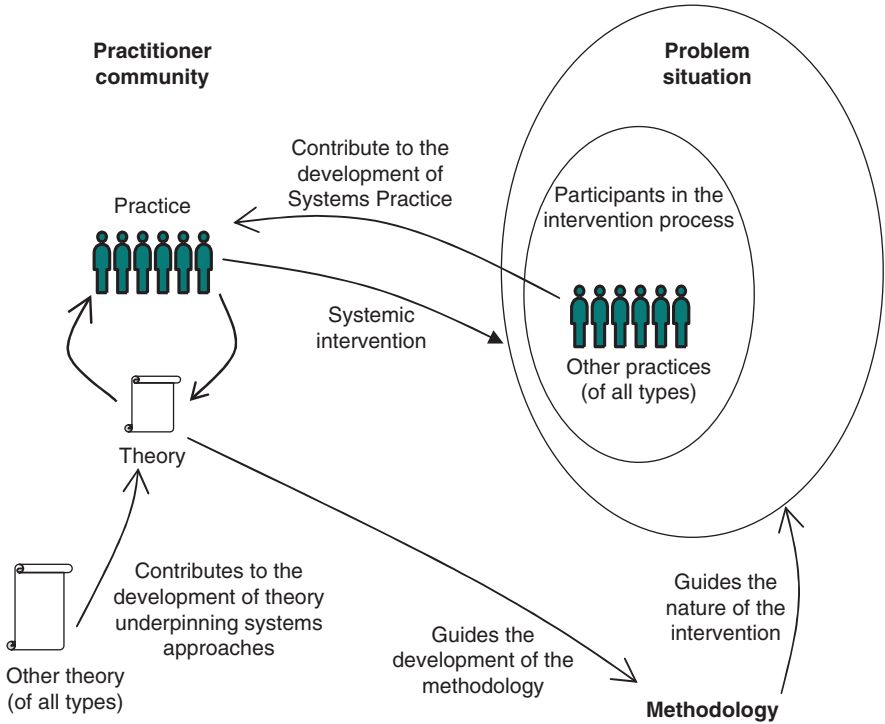 Practitioner
community
Problem
situation
Contribute to the
development of
Systems Practice
Participants in the
intervention process
Practice
Systemic
intervention
Other practices
(of all types)
Theory
Contributes to the
development of theory
underpinning systems
approaches
Guides the
nature of the
intervention
Guides the
development of the
methodology
Other theory
(of all types)
Methodology